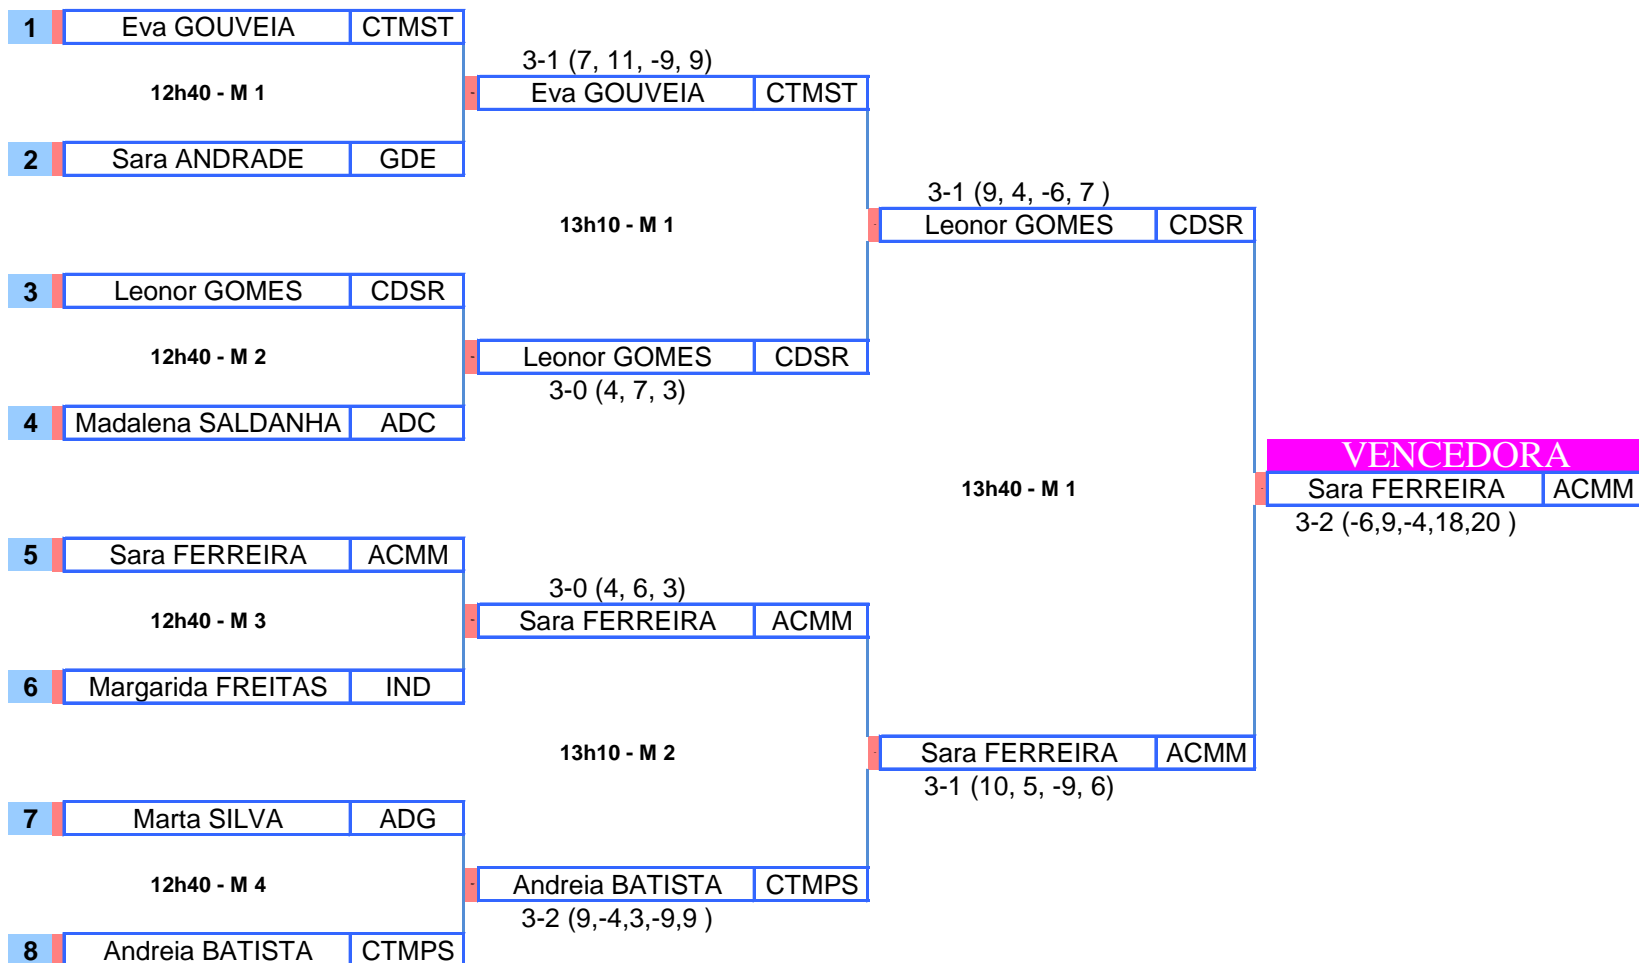 1 Eva GOUVEIA CTMST
3-1 (7, 11, -9, 9)
12h40 - M 1
Eva GOUVEIA CTMST
2 Sara ANDRADE GDE
3-1 (9, 4, -6, 7 )
13h10 - M 1
Leonor GOMES CDSR
3 Leonor GOMES CDSR
12h40 - M 2
Leonor GOMES CDSR
3-0 (4, 7, 3)
4 Madalena SALDANHA ADC
VENCEDORA
13h40 - M 1
Sara FERREIRA ACMM
3-2 (-6,9,-4,18,20 )
5 Sara FERREIRA ACMM
3-0 (4, 6, 3)
12h40 - M 3
Sara FERREIRA ACMM
6 Margarida FREITAS IND
13h10 - M 2
Sara FERREIRA ACMM
3-1 (10, 5, -9, 6)
7 Marta SILVA ADG
12h40 - M 4
Andreia BATISTA CTMPS
3-2 (9,-4,3,-9,9 )
8 Andreia BATISTA CTMPS